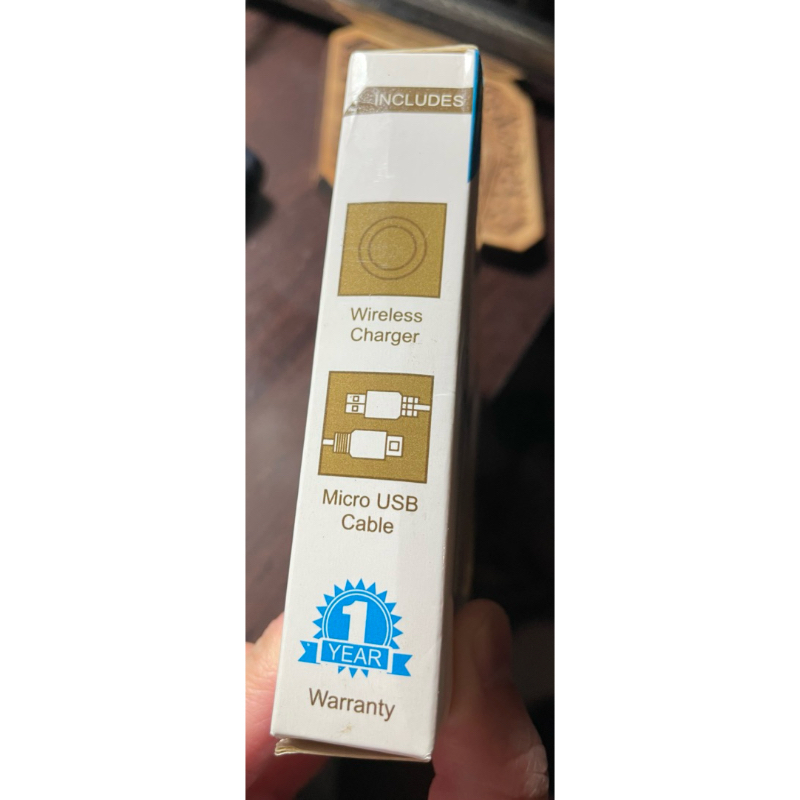 INCLUDES
Wireless
Charger
Micro USB
Cable
1
YEAR
Warranty